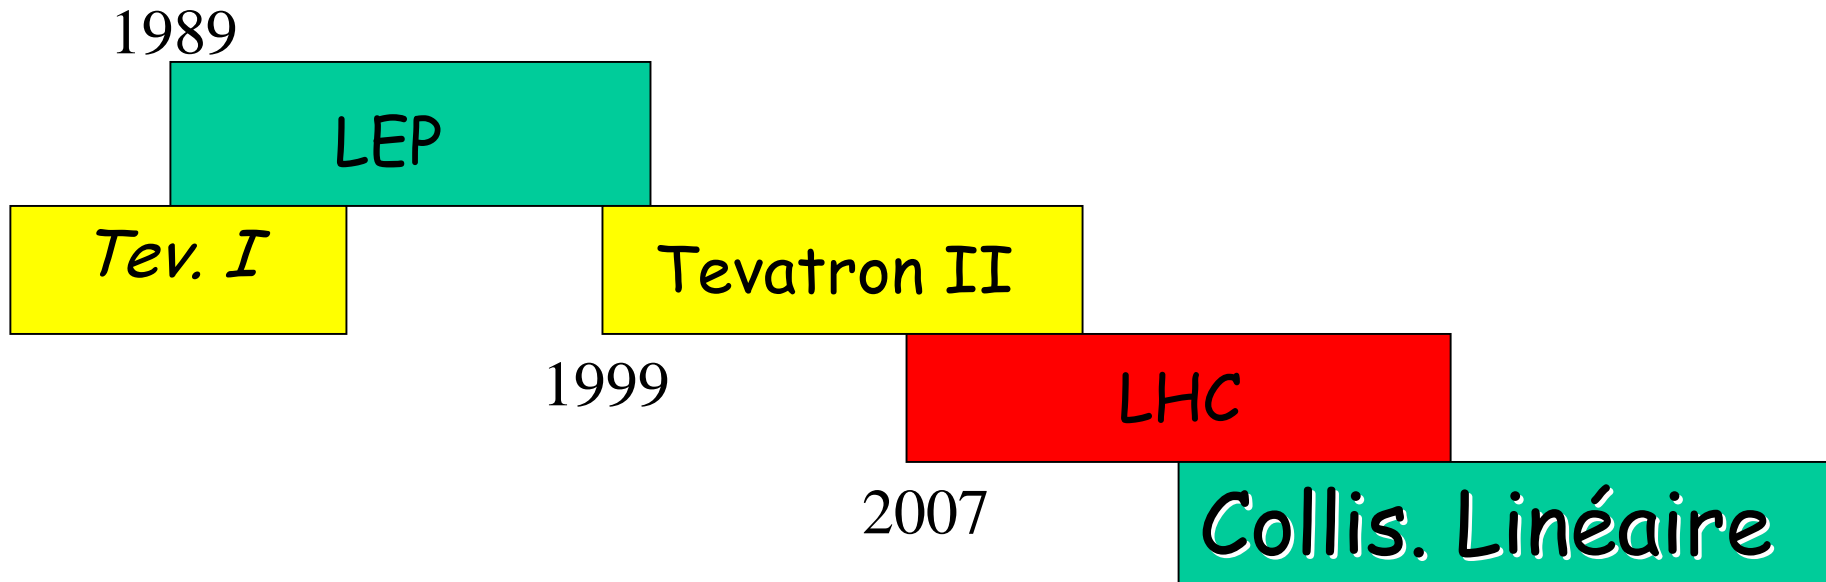 1989
LEP
Tev. I
Tevatron II
1999
LHC
2007
Collis. Linéaire